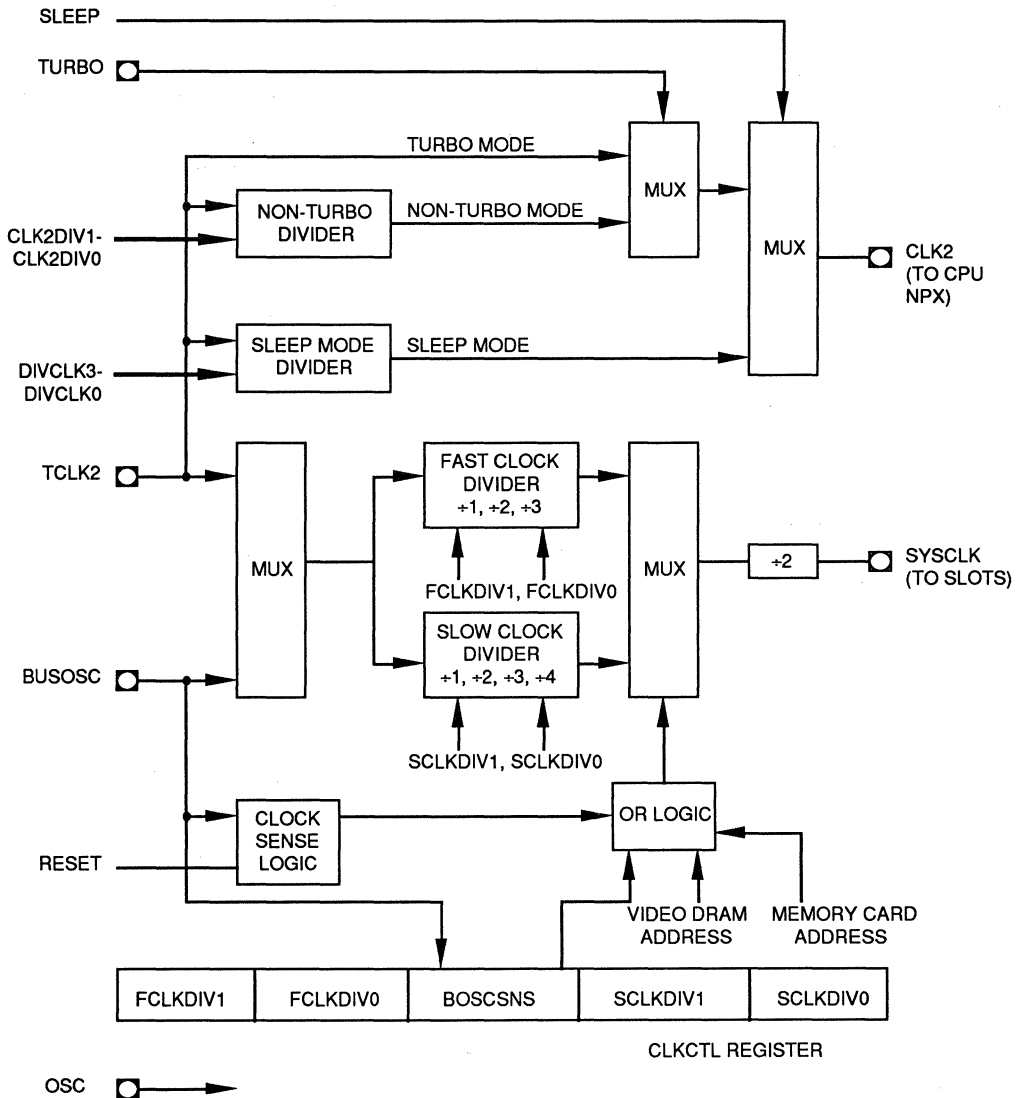 SLEEP
TURBO
TURBO MODE
MUX
NON-TURBO
DIVIDER
NON-TURBO MODE
CLK2DIV1-
CLK2DIV0
MUX
CLK2
(TO CPU
NPX)
SLEEP MODE
DIVIDER
SLEEP MODE
DIVCLK3-
DIVCLK0
TCLK2
MUX
FAST CLOCK
DIVIDER
÷1, ÷2, ÷3
MUX
÷2
SYSCLK
(TO SLOTS)
FCLKDIV1, FCLKDIV0
SLOW CLOCK
DIVIDER
÷1, ÷2, ÷3, ÷4
BUSOSC
SCLKDIV1, SCLKDIV0
CLOCK
SENSE
LOGIC
OR LOGIC
RESET
VIDEO DRAM
ADDRESS
MEMORY CARD
ADDRESS
FCLKDIV1
FCLKDIV0
BOSCSNS
SCLKDIV1
SCLKDIV0
CLKCTL REGISTER
OSC